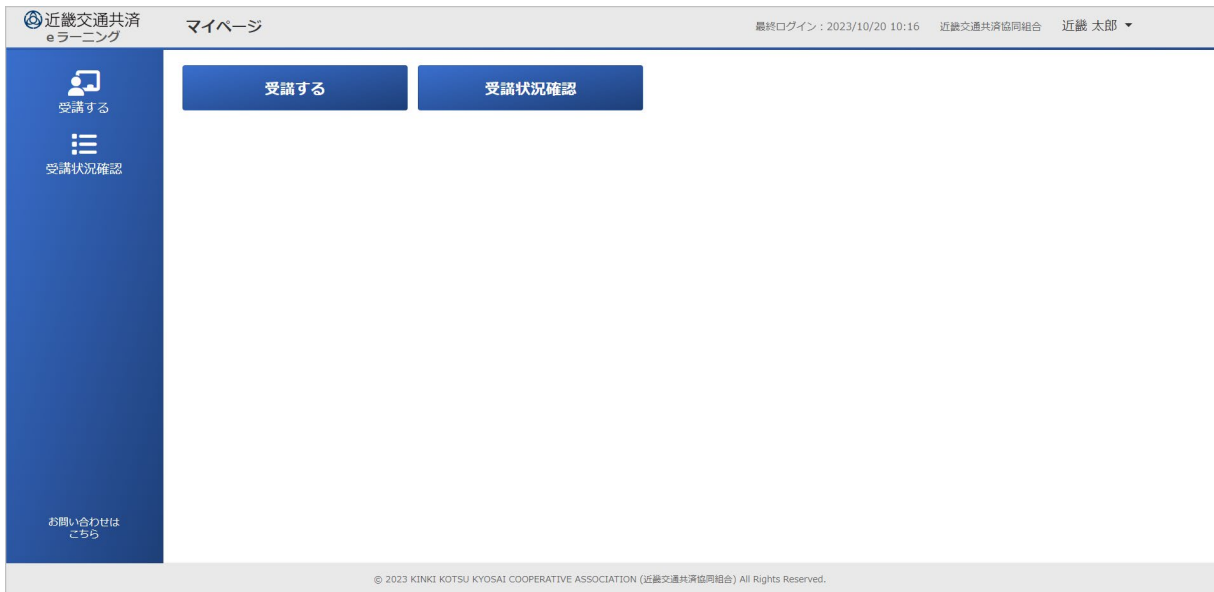 近畿交通共済
eラーニング
マイページ
最終ログイン：2023/10/20 10:16
近畿交通共済協同組合
近畿 太郎
受講する
受講状況確認
受講する
受講状況確認
お問い合わせは
こちら
© 2023 KINKI KOTSU KYOSAI COOPERATIVE ASSOCIATION (近畿交通共済協同組合) All Rights Reserved.